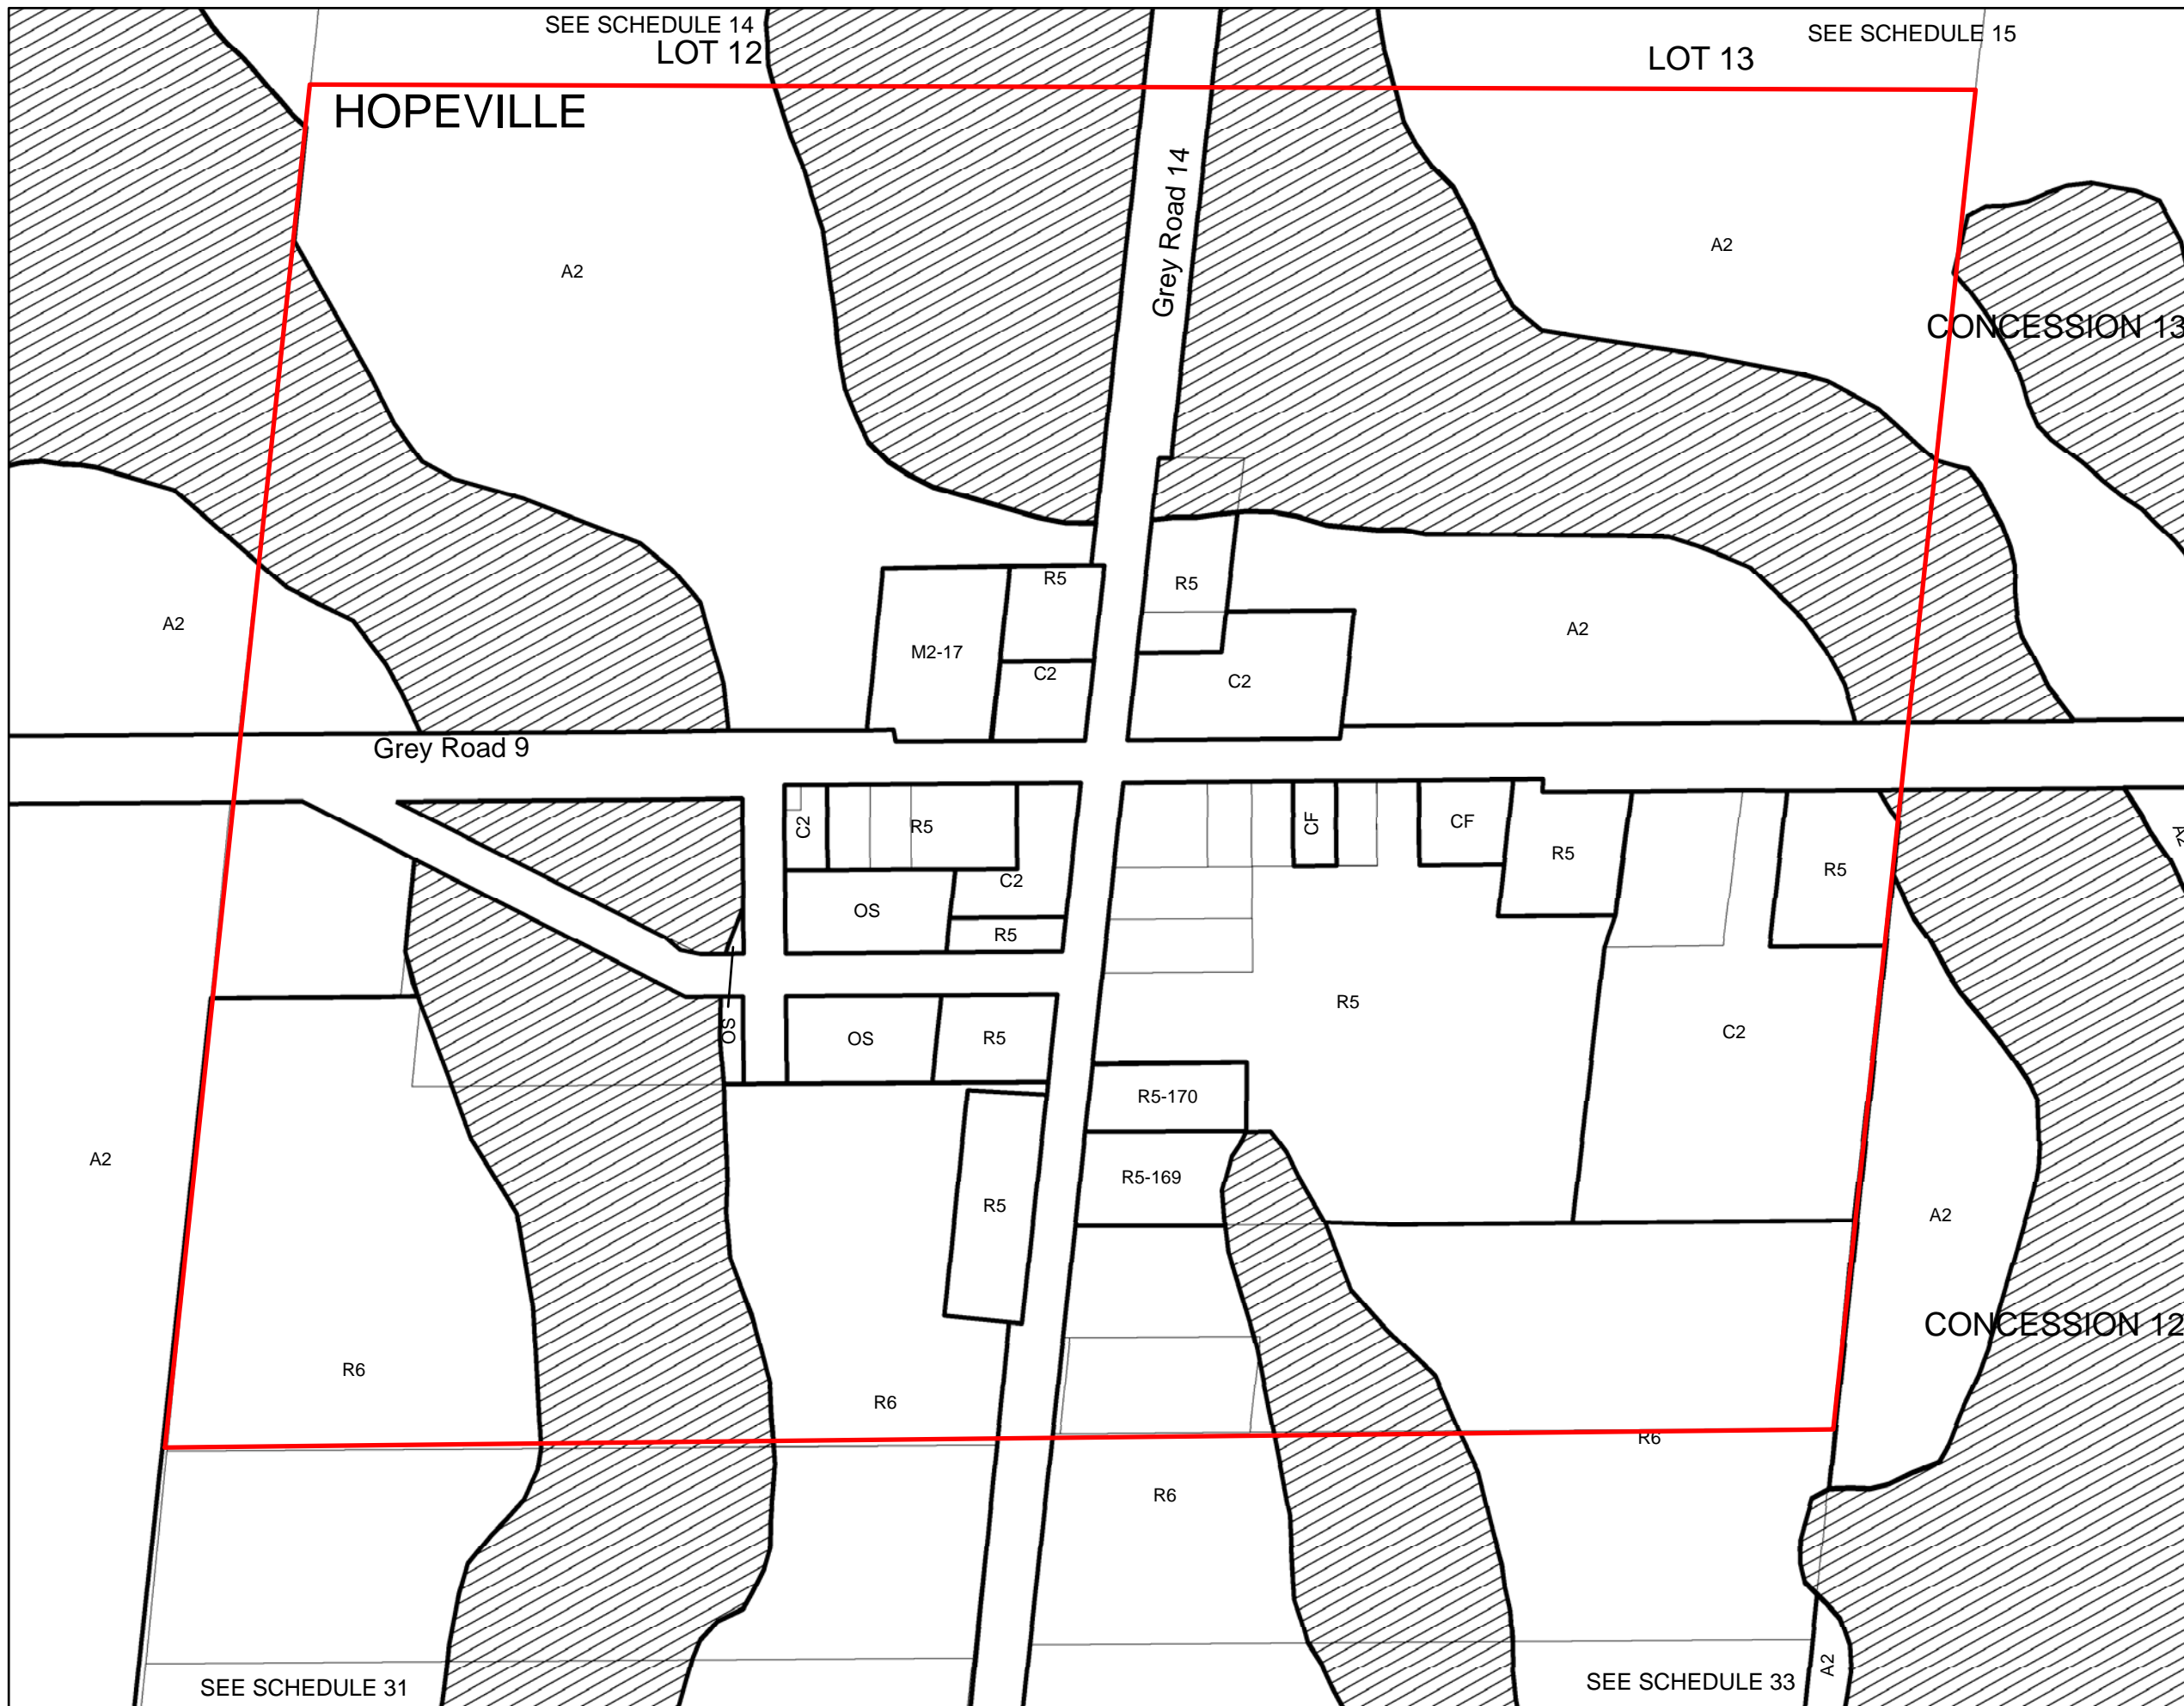 SEE SCHEDULE 14
LOT 12
SEE SCHEDULE 15
LOT 13
HOPEVILLE
Grey Road 14
A2
A2
CONCESSION 13
A2
R5
R5
A2
M2-17
C2
C2
Grey Road 9
C2
R5
CF
CF
R5
R5
A2
C2
OS
R5
OS
OS
R5
R5
C2
R5-170
A2
R5-169
R5
A2
CONCESSION 12
R6
R6
R6
R6
A2
SEE SCHEDULE 31
SEE SCHEDULE 33